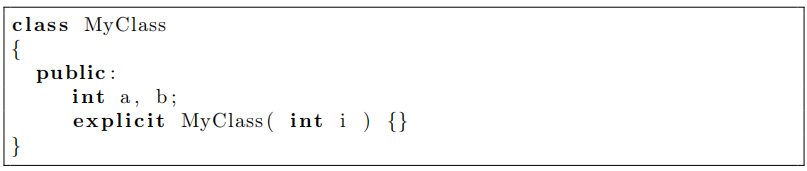 class MyClass
{
public:
int a, b;
explicit MyClass( int i ) {}
}